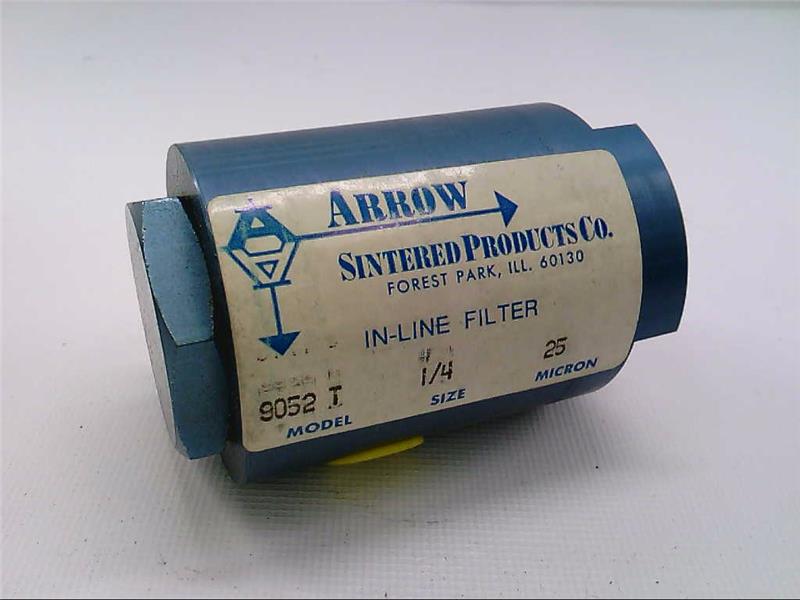 ARROW
SINTERED PRODUCTS CO.
FOREST PARK, ILL. 60130
IN-LINE FILTER
9052 T 1/4 25
MODEL SIZE MICRON